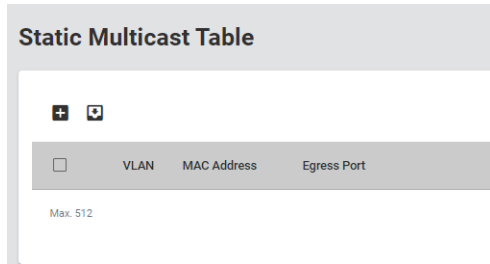 Static Multicast Table
VLAN MAC Address Egress Port
Max. 512